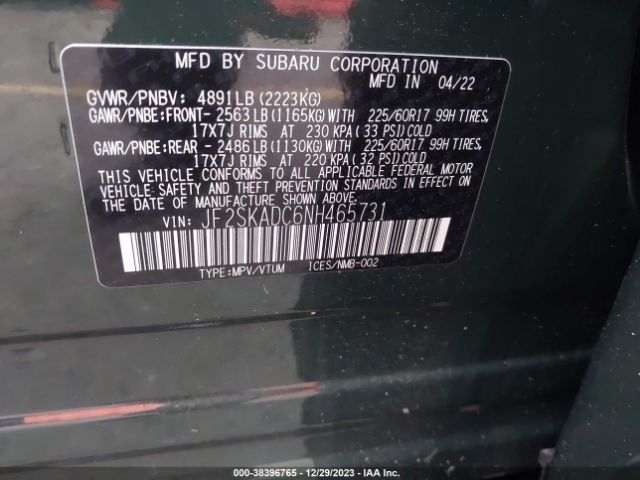 MFD BY SUBARU CORPORATION
MFD IN 04/22
GVWR/PNBV: 4891LB(2223KG)
GAWR/PNBE:FRONT- 2563LB(1165KG)WITH 225/60R17 99H TIRES,
17X7J RIMS AT 230 KPA(33 PSI)COLD
GAWR/PNBE:REAR - 2486LB(1130KG)WITH 225/60R17 99H TIRES,
17X7J RIMS AT 220 KPA(32 PSI)COLD
THIS VEHICLE CONFORMS TO ALL APPLICABLE FEDERAL MOTOR
VEHICLE SAFETY AND THEFT PREVENTION STANDARDS IN EFFECT ON
THE DATE OF MANUFACTURE SHOWN ABOVE.
VIN: JF2SKADC6NH465731
TYPE:MPV/VTUM ICES/NMB-002
000-38396765 - 12/29/2023 - IAA Inc.